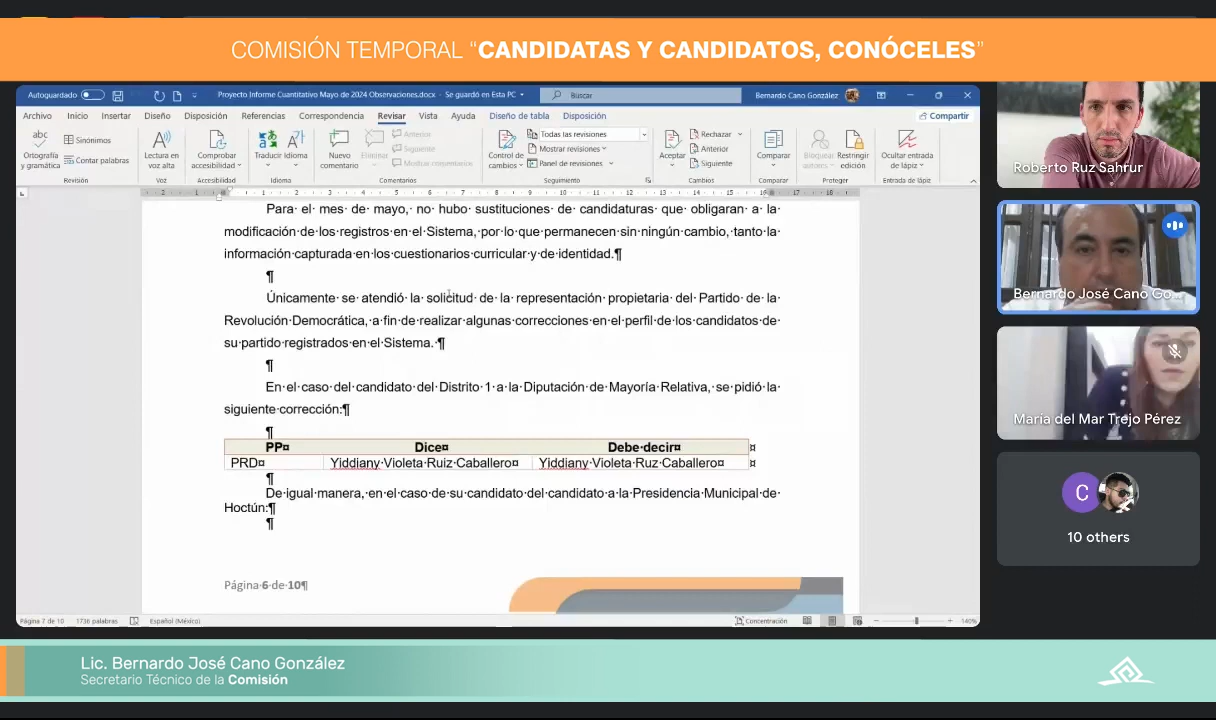 COMISIÓN TEMPORAL “CANDIDATAS Y CANDIDATOS, CONÓCELES”
Autoguardado
Proyecto Informe Cuantitativo Mayo de 2024 Observaciones.docx - Se guardó en Esta PC
Buscar
Bernardo Cano González
Archivo Inicio Insertar Diseño Disposición Referencias Correspondencia Revisar Vista Ayuda Diseño de tabla Disposición Compartir
abc
Ortografía y gramática
Sinónimos
Contar palabras
Revisión
Lectura en voz alta
Voz
Comprobar accesibilidad
Accesibilidad
Traducir Idioma
Idioma
Nuevo comentario
Eliminar
Anterior
Siguiente
Mostrar comentarios
Comentarios
Control de cambios
Todas las revisiones
Mostrar revisiones
Panel de revisiones
Seguimiento
Aceptar
Rechazar
Anterior
Siguiente
Cambios
Comparar
Comparar
Bloquear autores
Restringir edición
Proteger
Ocultar entrada de lápiz
Entrada de lápiz
Para el mes de mayo, no hubo sustituciones de candidaturas que obligaran a la
modificación de los registros en el Sistema, por lo que permanecen sin ningún cambio, tanto la
información capturada en los cuestionarios curricular y de identidad.¶
¶
Únicamente se atendió la solicitud de la representación propietaria del Partido de la
Revolución Democrática, a fin de realizar algunas correcciones en el perfil de los candidatos de
su partido registrados en el Sistema. ¶
¶
En el caso del candidato del Distrito 1 a la Diputación de Mayoría Relativa, se pidió la
siguiente corrección:¶
¶
PP¤ Dice¤ Debe decir¤ ¤
PRD¤ Yiddiany Violeta Ruiz Caballero¤ Yiddiany Violeta Ruz Caballero¤ ¤
¶
De igual manera, en el caso de su candidato del candidato a la Presidencia Municipal de
Hoctún:¶
¶
Página 6 de 10¶
Página 7 de 10 1736 palabras Español (México) Concentración 140%
Roberto Ruz Sahrur
Bernardo José Cano Go...
María del Mar Trejo Pérez
C
10 others
Lic. Bernardo José Cano González
Secretario Técnico de la Comisión